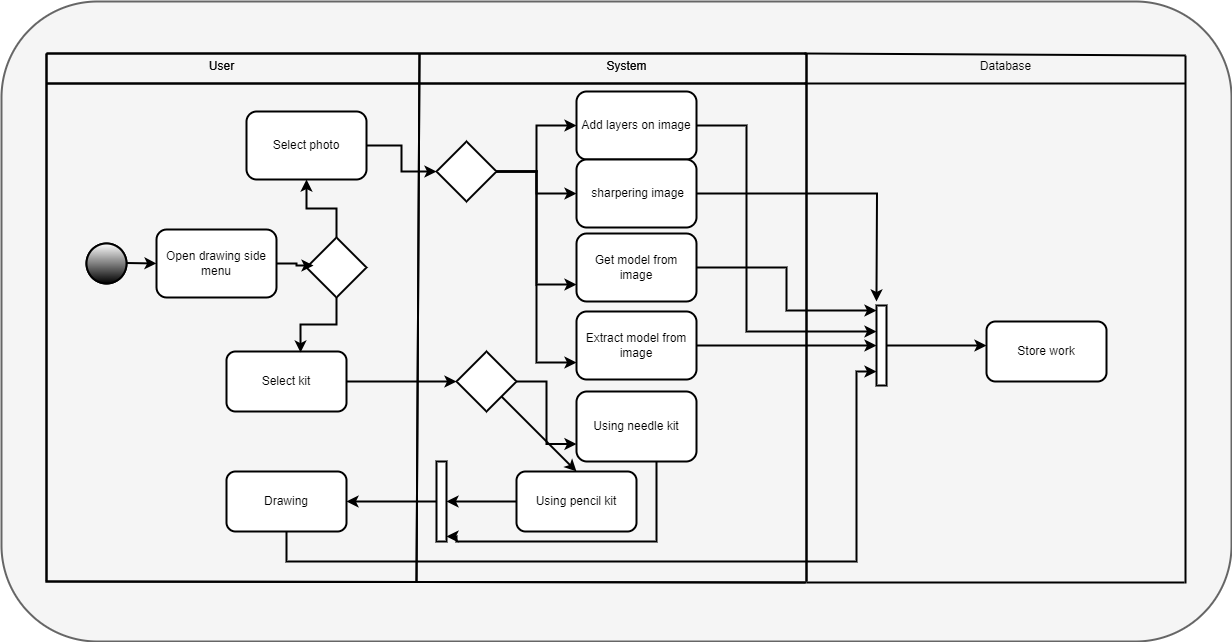 User
System
Database
Select photo
Add layers on image
sharpering image
Open drawing side
menu
Get model from
image
Extract model from
image
Store work
Select kit
Using needle kit
Drawing
Using pencil kit